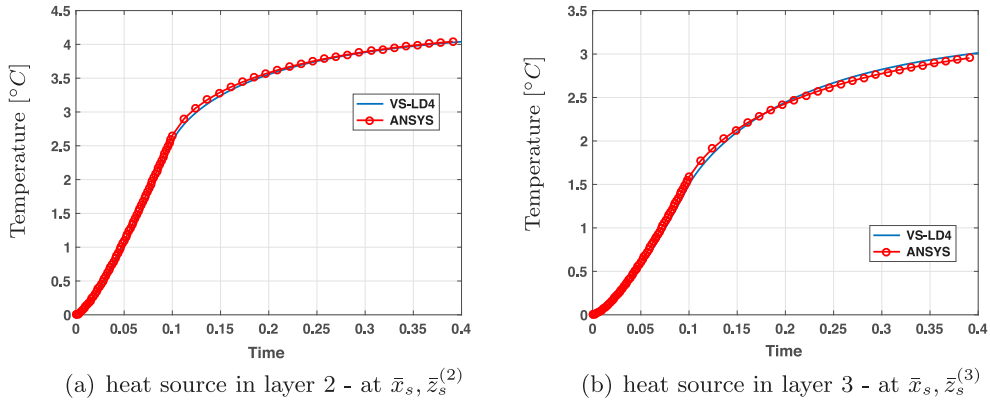 4.5
4
3.5
3
2.5
2
1.5
1
0.5
0
Temperature [°C]
VS-LD4
ANSYS
0 0.05 0.1 0.15 0.2 0.25 0.3 0.35 0.4
Time
(a) heat source in layer 2 - at x̄ₛ, z̄ₛ⁽²⁾
3.5
3
2.5
2
1.5
1
0.5
0
Temperature [°C]
VS-LD4
ANSYS
0 0.05 0.1 0.15 0.2 0.25 0.3 0.35 0.4
Time
(b) heat source in layer 3 - at x̄ₛ, z̄ₛ⁽³⁾